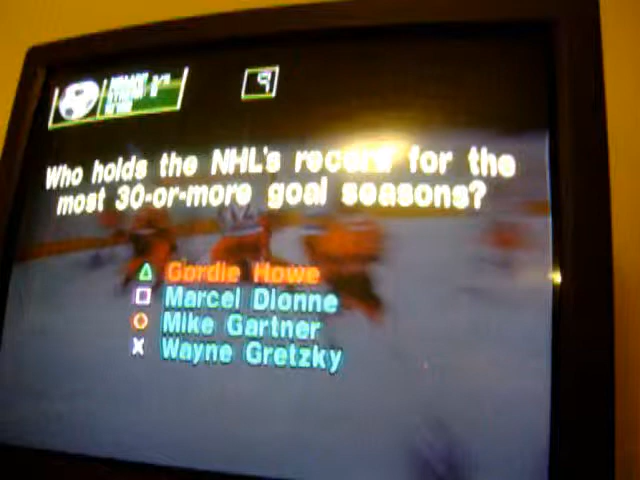 9
Who holds the NHL's record for the
most 30-or-more goal seasons?
Gordie Howe
Marcel Dionne
Mike Gartner
X Wayne Gretzky